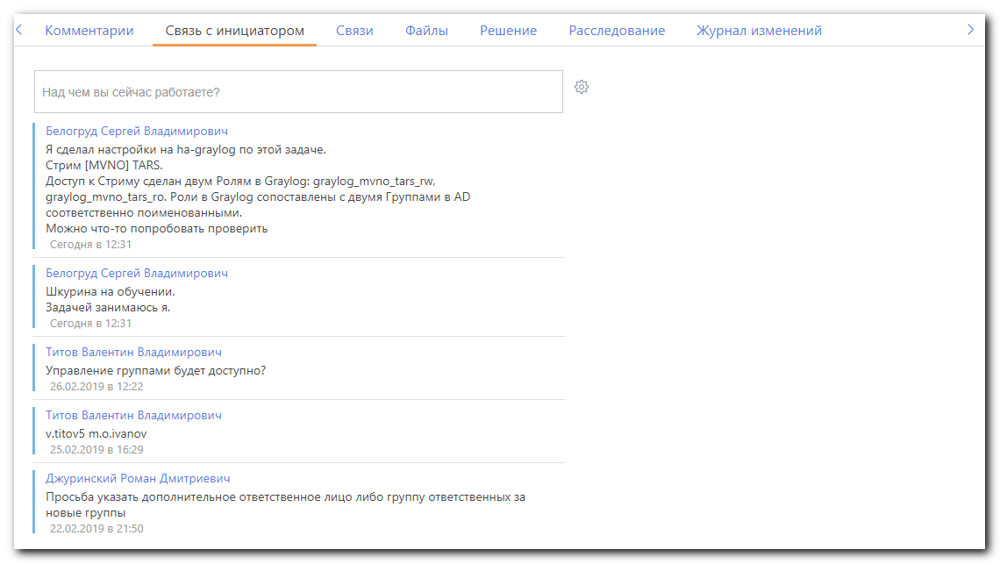 Комментарии Связь с инициатором Связи Файлы Решение Расследование Журнал изменений
Над чем вы сейчас работаете?
Белогруд Сергей Владимирович
Я сделал настройки на ha-graylog по этой задаче.
Стрим [MVNO] TARS.
Доступ к Стриму сделан двум Ролям в Graylog: graylog_mvno_tars_rw,
graylog_mvno_tars_ro. Роли в Graylog сопоставлены с двумя Группами в AD
соответственно поименованными.
Можно что-то попробовать проверить
Сегодня в 12:31
Белогруд Сергей Владимирович
Шкурина на обучении.
Задачей занимаюсь я.
Сегодня в 12:31
Титов Валентин Владимирович
Управление группами будет доступно?
26.02.2019 в 12:22
Титов Валентин Владимирович
v.titov5 m.o.ivanov
25.02.2019 в 16:29
Джуринский Роман Дмитриевич
Просьба указать дополнительное ответственное лицо либо группу ответственных за
новые группы
22.02.2019 в 21:50